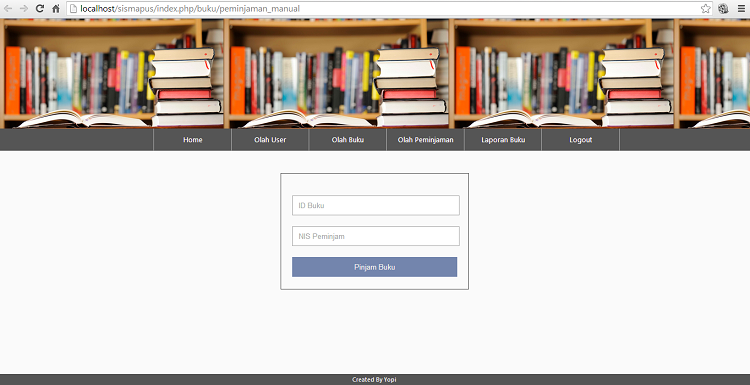 localhost/sismapus/index.php/buku/peminjaman_manual
Home Olah User Olah Buku Olah Peminjaman Laporan Buku Logout
ID Buku
NIS Peminjam
Pinjam Buku
Created By Yopi